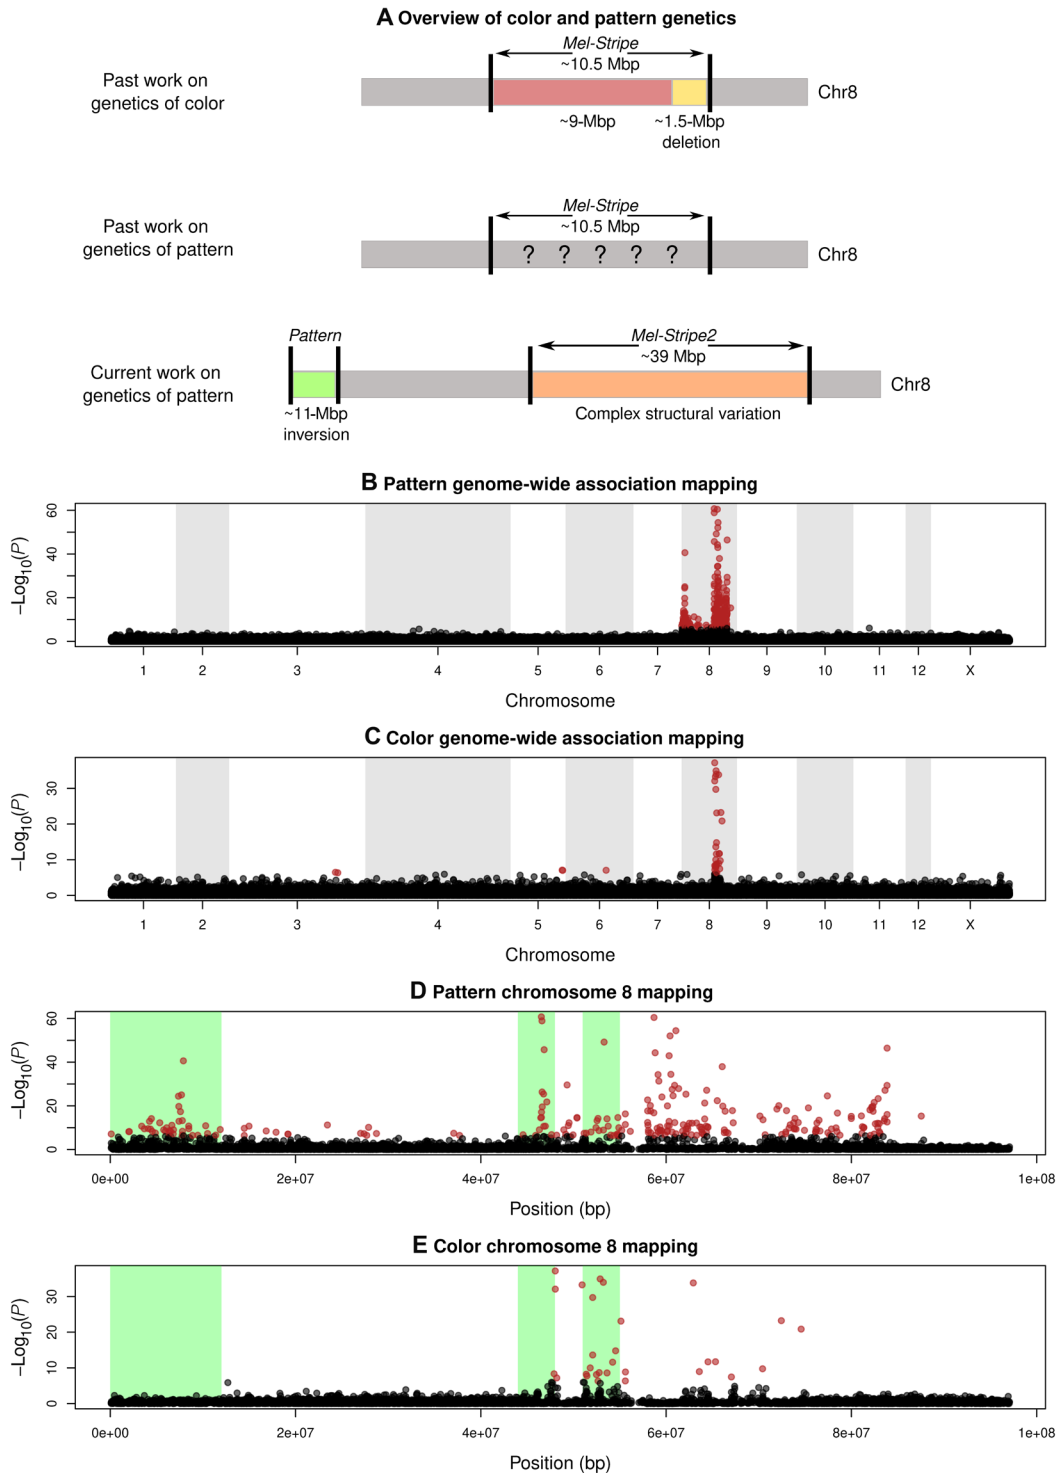 A Overview of color and pattern genetics
Mel-Stripe
~10.5 Mbp
Past work on
genetics of color
Chr8
~9-Mbp
~1.5-Mbp
deletion
Mel-Stripe
~10.5 Mbp
Past work on
genetics of pattern
? ? ? ? ?
Chr8
Pattern
Mel-Stripe2
~39 Mbp
Current work on
genetics of pattern
Chr8
~11-Mbp
inversion
Complex structural variation
B Pattern genome-wide association mapping
−Log10(P)
60
40
20
0
1 2 3 4 5 6 7 8 9 10 11 12 X
Chromosome
C Color genome-wide association mapping
−Log10(P)
30
20
10
0
1 2 3 4 5 6 7 8 9 10 11 12 X
Chromosome
D Pattern chromosome 8 mapping
−Log10(P)
60
40
20
0
0e+00 2e+07 4e+07 6e+07 8e+07 1e+08
Position (bp)
E Color chromosome 8 mapping
−Log10(P)
30
20
10
0
0e+00 2e+07 4e+07 6e+07 8e+07 1e+08
Position (bp)